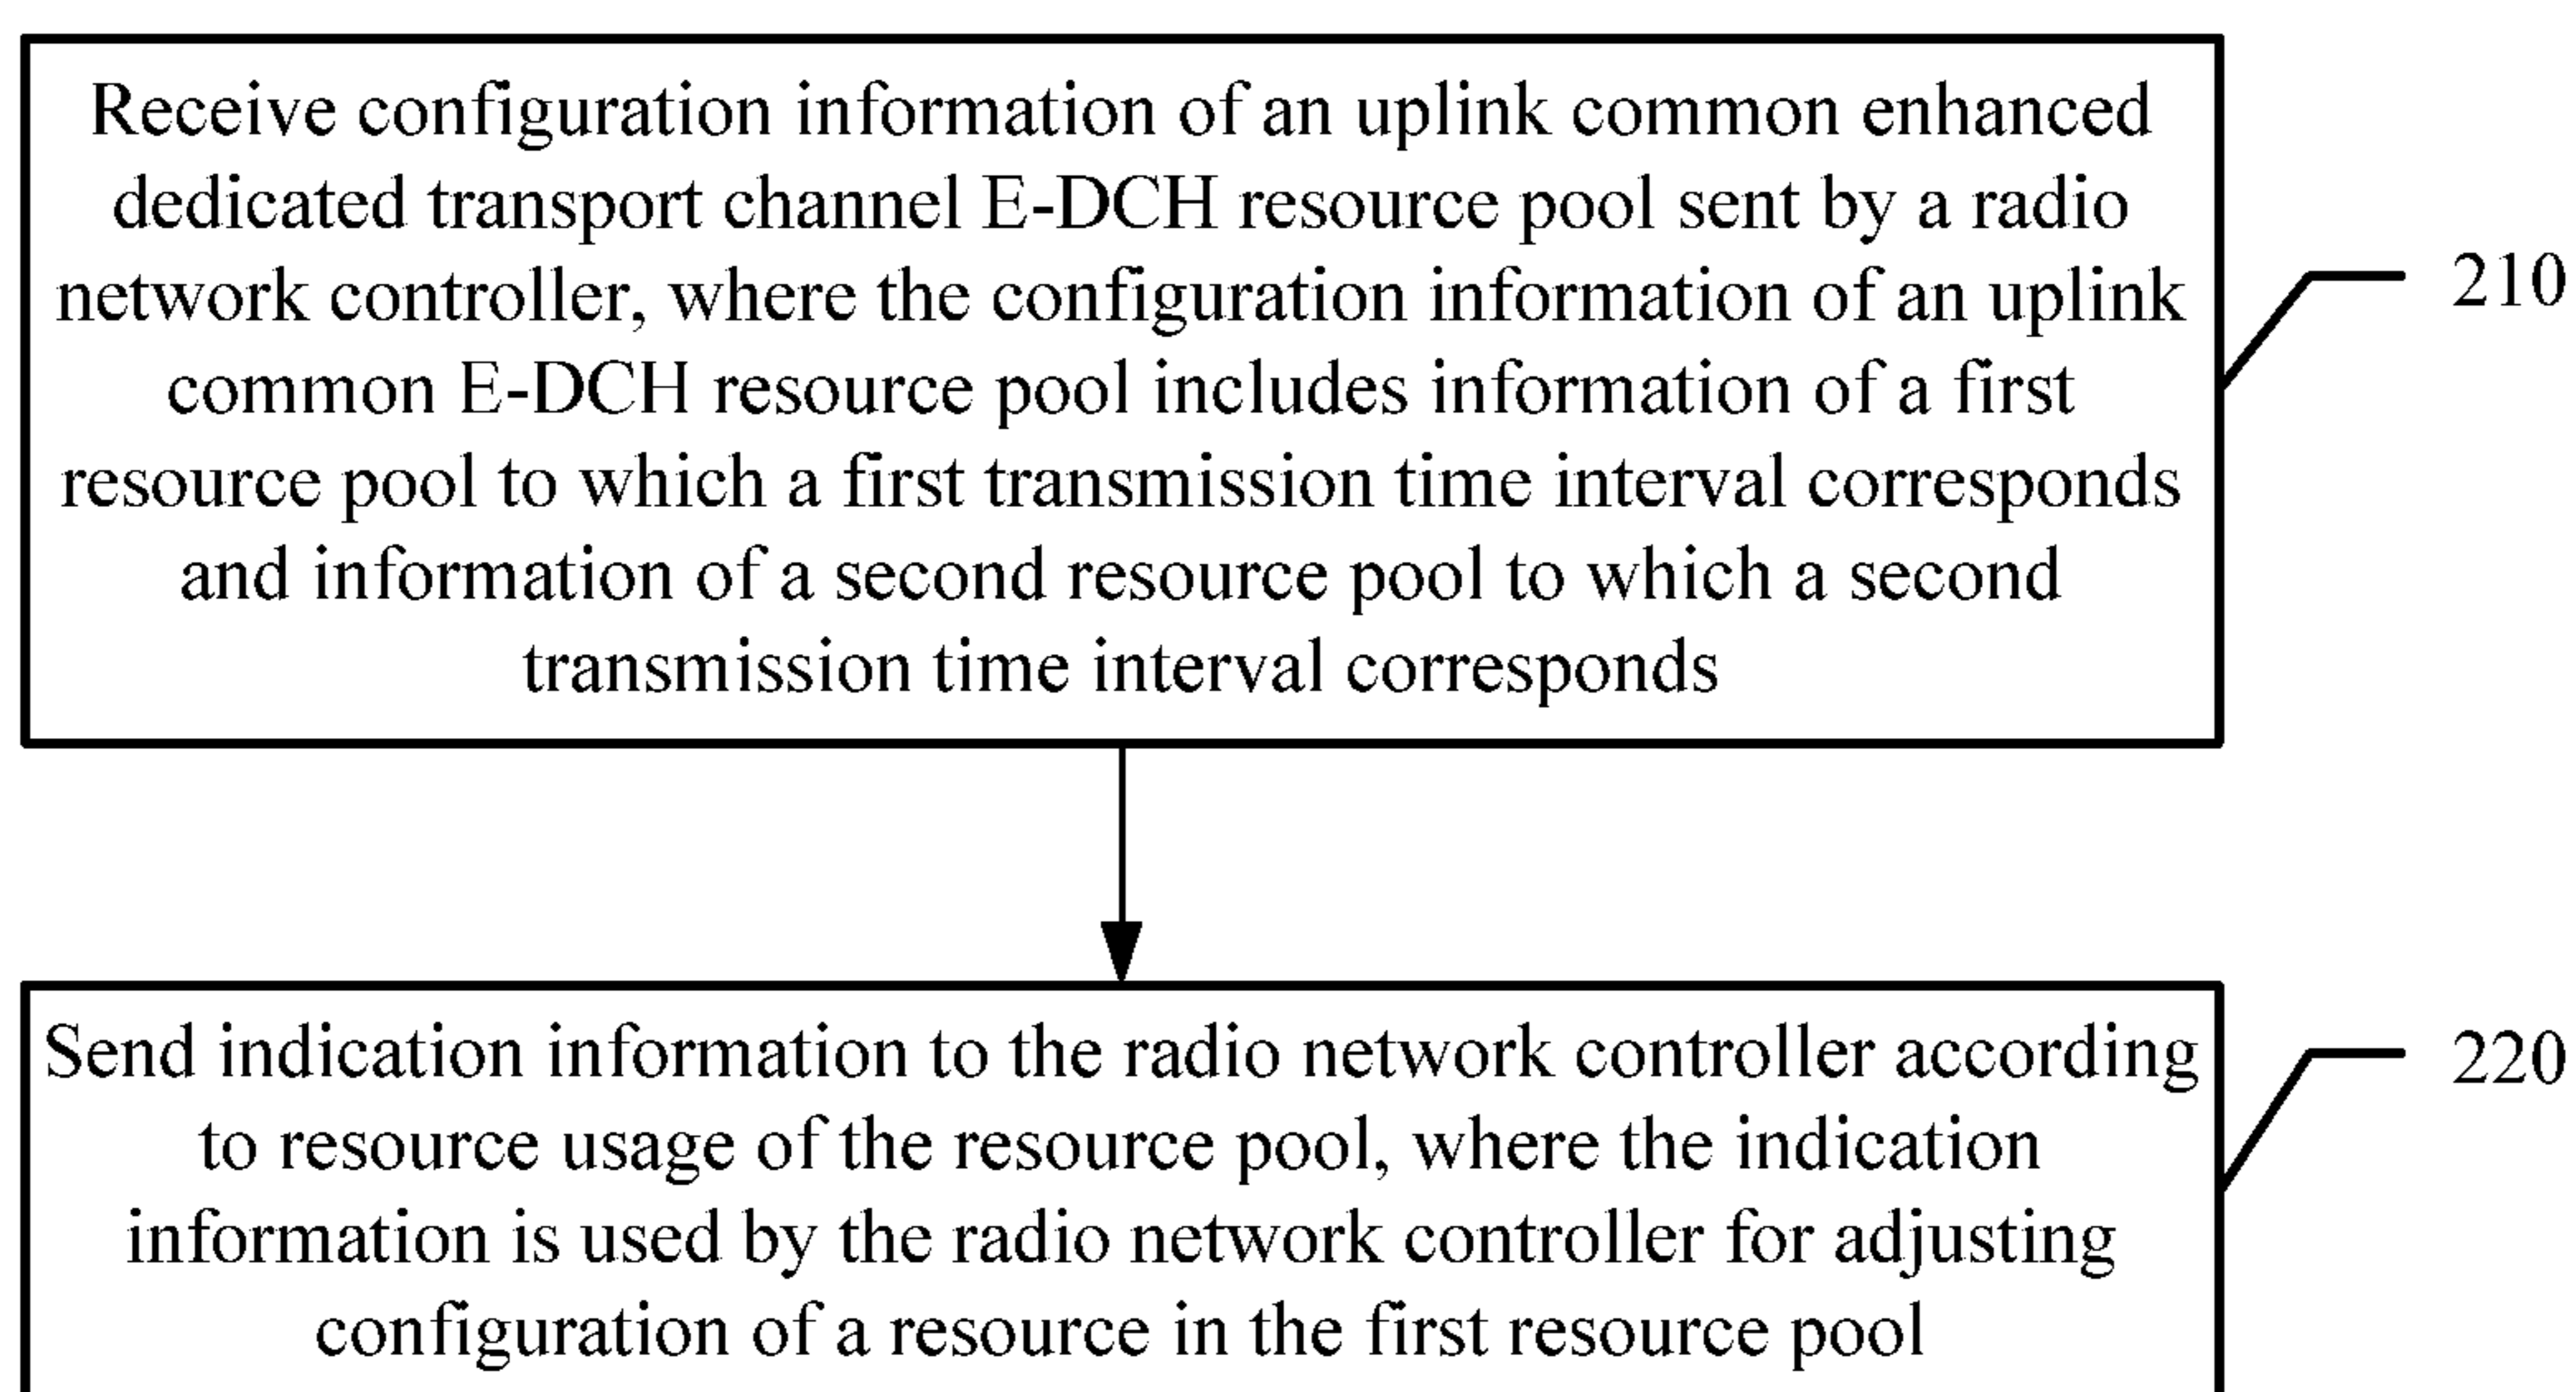 Receive configuration information of an uplink common enhanced
dedicated transport channel E-DCH resource pool sent by a radio
network controller, where the configuration information of an uplink
common E-DCH resource pool includes information of a first
resource pool to which a first transmission time interval corresponds
and information of a second resource pool to which a second
transmission time interval corresponds
210
Send indication information to the radio network controller according
to resource usage of the resource pool, where the indication
information is used by the radio network controller for adjusting
configuration of a resource in the first resource pool
220